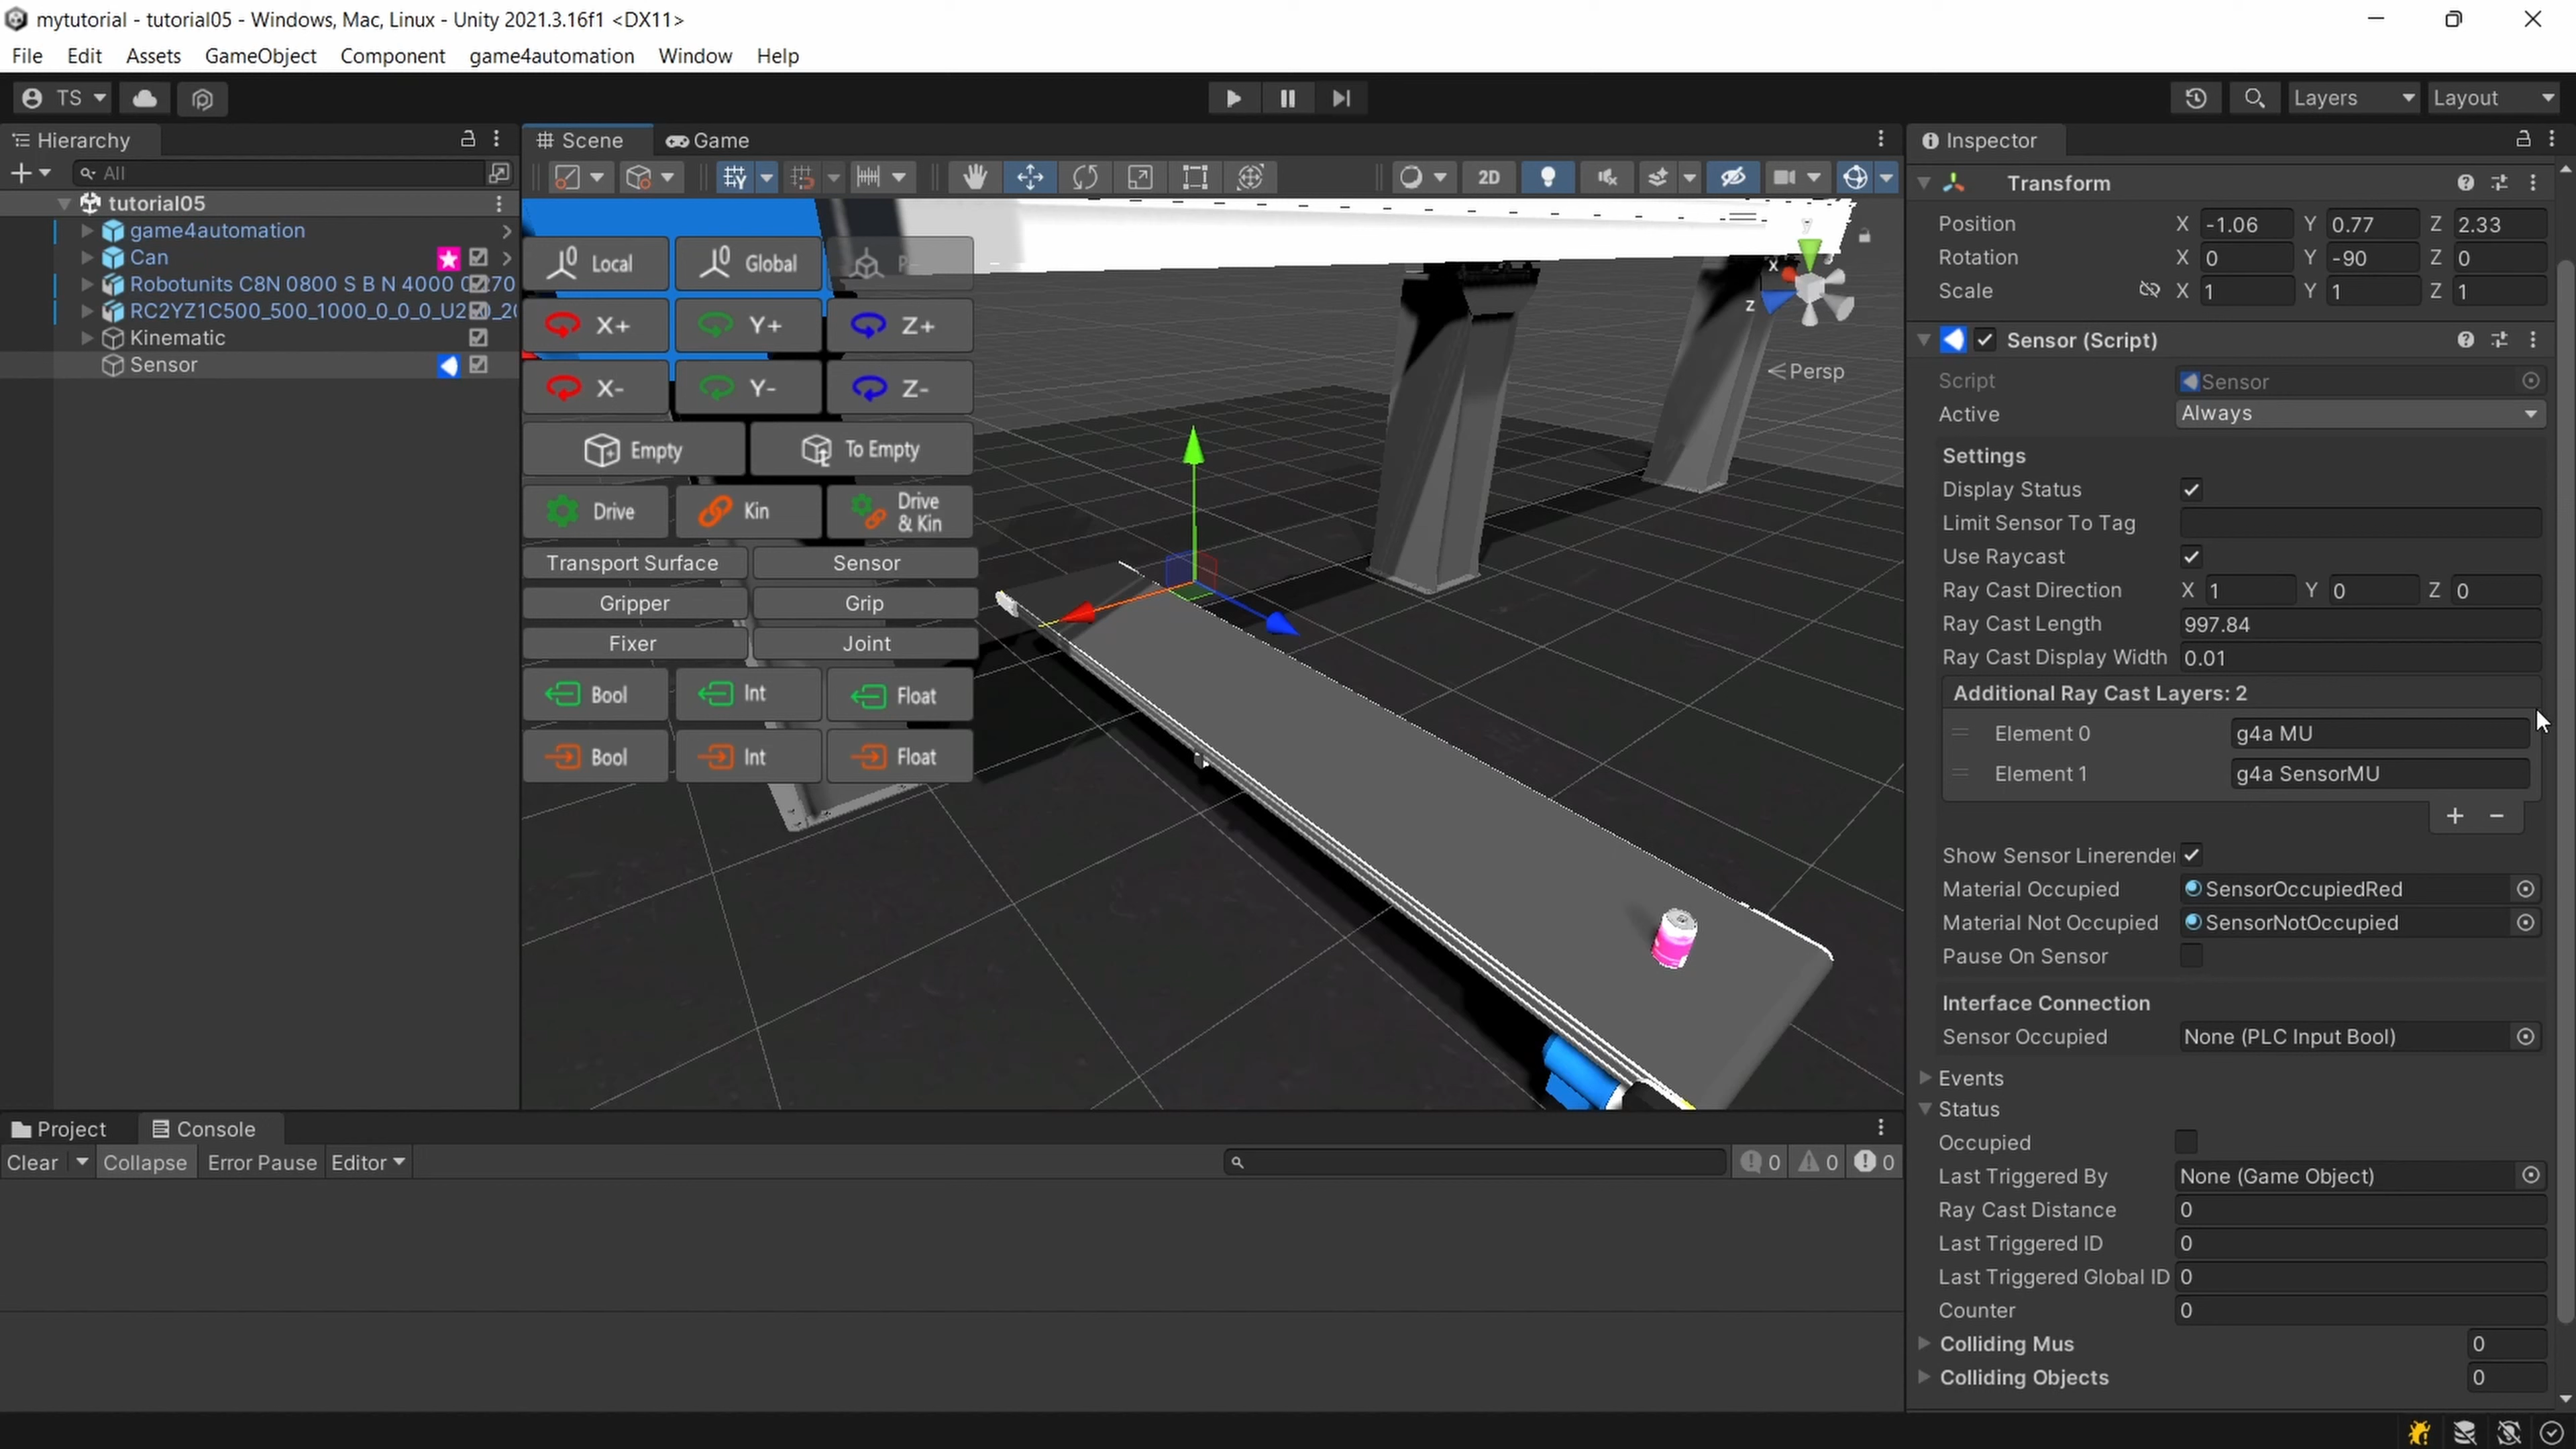 mytutorial - tutorial05 - Windows, Mac, Linux - Unity 2021.3.16f1 <DX11>
File Edit Assets GameObject Component game4automation Window Help
TS Layers Layout
Hierarchy Scene Game Inspector
All 2D
tutorial05
game4automation
Can
Robotunits C8N 0800 S B N 4000
RC2YZ1C500_500_1000_0_0_0_U2
Kinematic
Sensor
Local Global
X+ Y+ Z+
X- Y- Z-
Empty To Empty
Drive Kin Drive & Kin
Transport Surface Sensor
Gripper Grip
Fixer Joint
Bool Int Float
Bool Int Float
y
x
z
Persp
Transform
Position X -1.06 Y 0.77 Z 2.33
Rotation X 0 Y -90 Z 0
Scale X 1 Y 1 Z 1
Sensor (Script)
Script Sensor
Active Always
Settings
Display Status
Limit Sensor To Tag
Use Raycast
Ray Cast Direction X 1 Y 0 Z 0
Ray Cast Length 997.84
Ray Cast Display Width 0.01
Additional Ray Cast Layers: 2
Element 0 g4a MU
Element 1 g4a SensorMU
Show Sensor Linerender
Material Occupied SensorOccupiedRed
Material Not Occupied SensorNotOccupied
Pause On Sensor
Interface Connection
Sensor Occupied None (PLC Input Bool)
Events
Status
Occupied
Last Triggered By None (Game Object)
Ray Cast Distance 0
Last Triggered ID 0
Last Triggered Global ID 0
Counter 0
Colliding Mus 0
Colliding Objects 0
Project Console
Clear Collapse Error Pause Editor 0 0 0